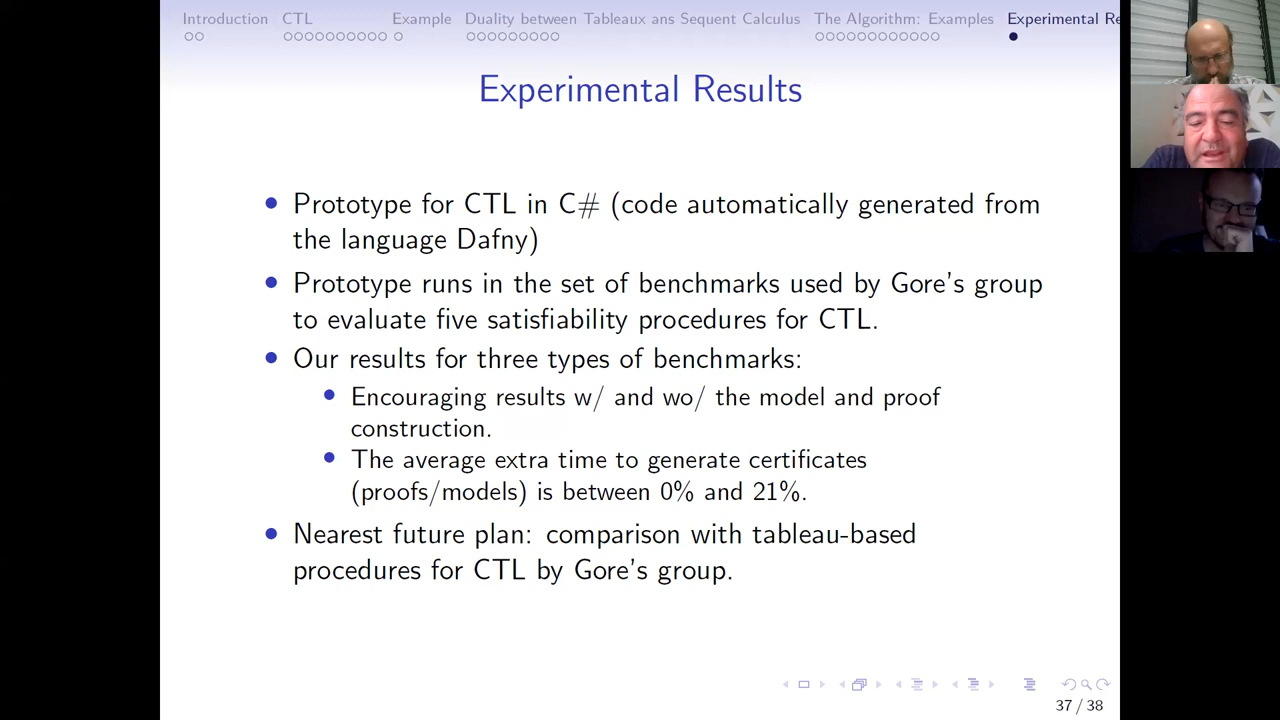 Introduction CTL Example Duality between Tableaux ans Sequent Calculus The Algorithm: Examples Experimental Re
Experimental Results
Prototype for CTL in C# (code automatically generated from
the language Dafny)
Prototype runs in the set of benchmarks used by Gore's group
to evaluate five satisfiability procedures for CTL.
Our results for three types of benchmarks:
Encouraging results w/ and wo/ the model and proof
construction.
The average extra time to generate certificates
(proofs/models) is between 0% and 21%.
Nearest future plan: comparison with tableau-based
procedures for CTL by Gore's group.
37 / 38